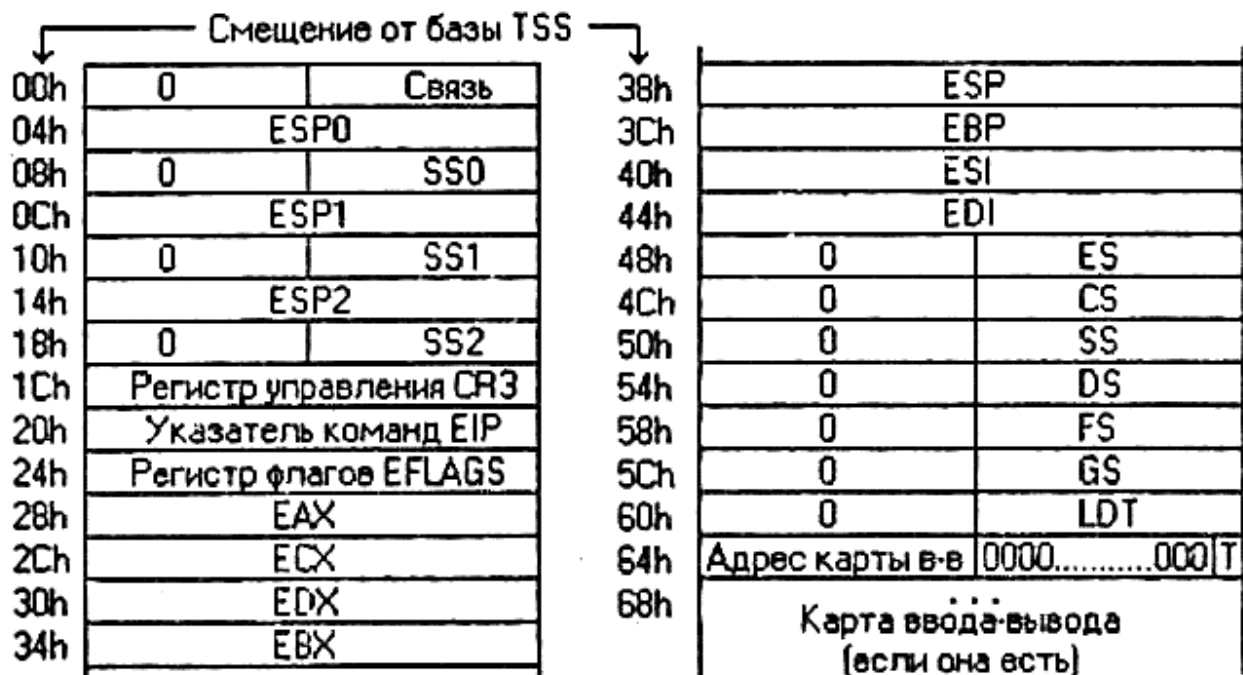 Смещение от базы TSS
00h 0 Связь
04h ESP0
08h 0 SS0
0Ch ESP1
10h 0 SS1
14h ESP2
18h 0 SS2
1Ch Регистр управления CR3
20h Указатель команд EIP
24h Регистр флагов EFLAGS
28h EAX
2Ch ECX
30h EDX
34h EBX
38h ESP
3Ch EBP
40h ESI
44h EDI
48h 0 ES
4Ch 0 CS
50h 0 SS
54h 0 DS
58h 0 FS
5Ch 0 GS
60h 0 LDT
64h Адрес карты в-в 0000...........000 T
68h ...
Карта ввода-вывода
(если она есть)